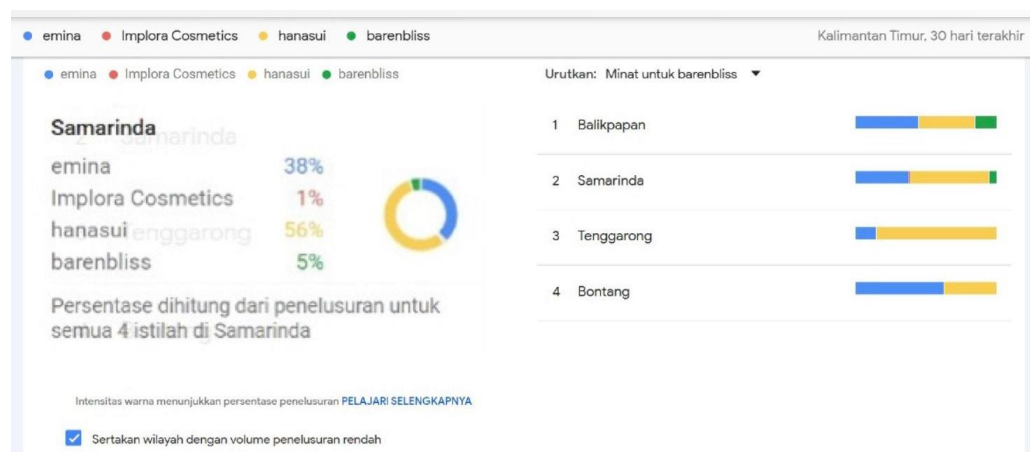 emina Implora Cosmetics hanasui barenbliss Kalimantan Timur, 30 hari terakhir
emina Implora Cosmetics hanasui barenbliss
Urutkan: Minat untuk barenbliss
Samarinda
Samarinda
emina 38%
Implora Cosmetics 1%
hanasui 56%
Tenggarong
barenbliss 5%
Persentase dihitung dari penelusuran untuk
semua 4 istilah di Samarinda
1 Balikpapan
2 Samarinda
3 Tenggarong
4 Bontang
Intensitas warna menunjukkan persentase penelusuran PELAJARI SELENGKAPNYA
Sertakan wilayah dengan volume penelusuran rendah